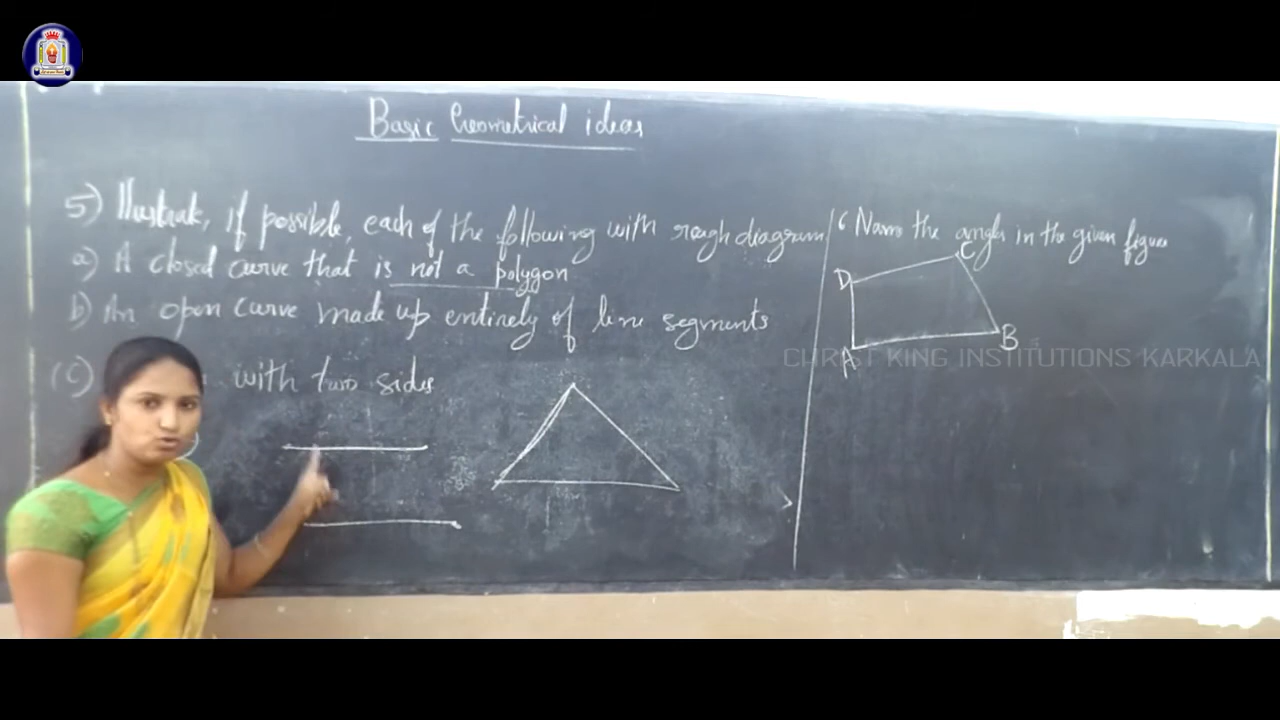 Basic Geometrical ideas
5) Illustrate, if possible, each of the following with rough diagram
a) A closed curve that is not a polygon
b) An open curve made up entirely of line segments
(c) with two sides
6 Name the angles in the given figure
D
C
A
B
CHRIST KING INSTITUTIONS KARKALA